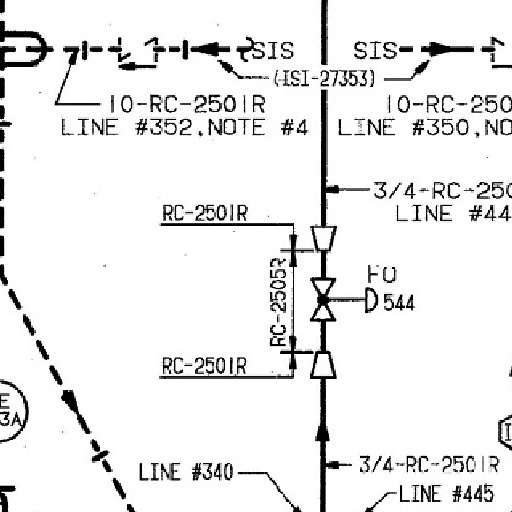 SIS SIS
(ISI-27353)
10-RC-2501R 10-RC-250
LINE #352,NOTE #4 LINE #350,NO
3/4-RC-250
LINE #44
RC-2501R
RC-2505R
FO
544
RC-2501R
E
3A
I
LINE #340 3/4-RC-2501R
LINE #445